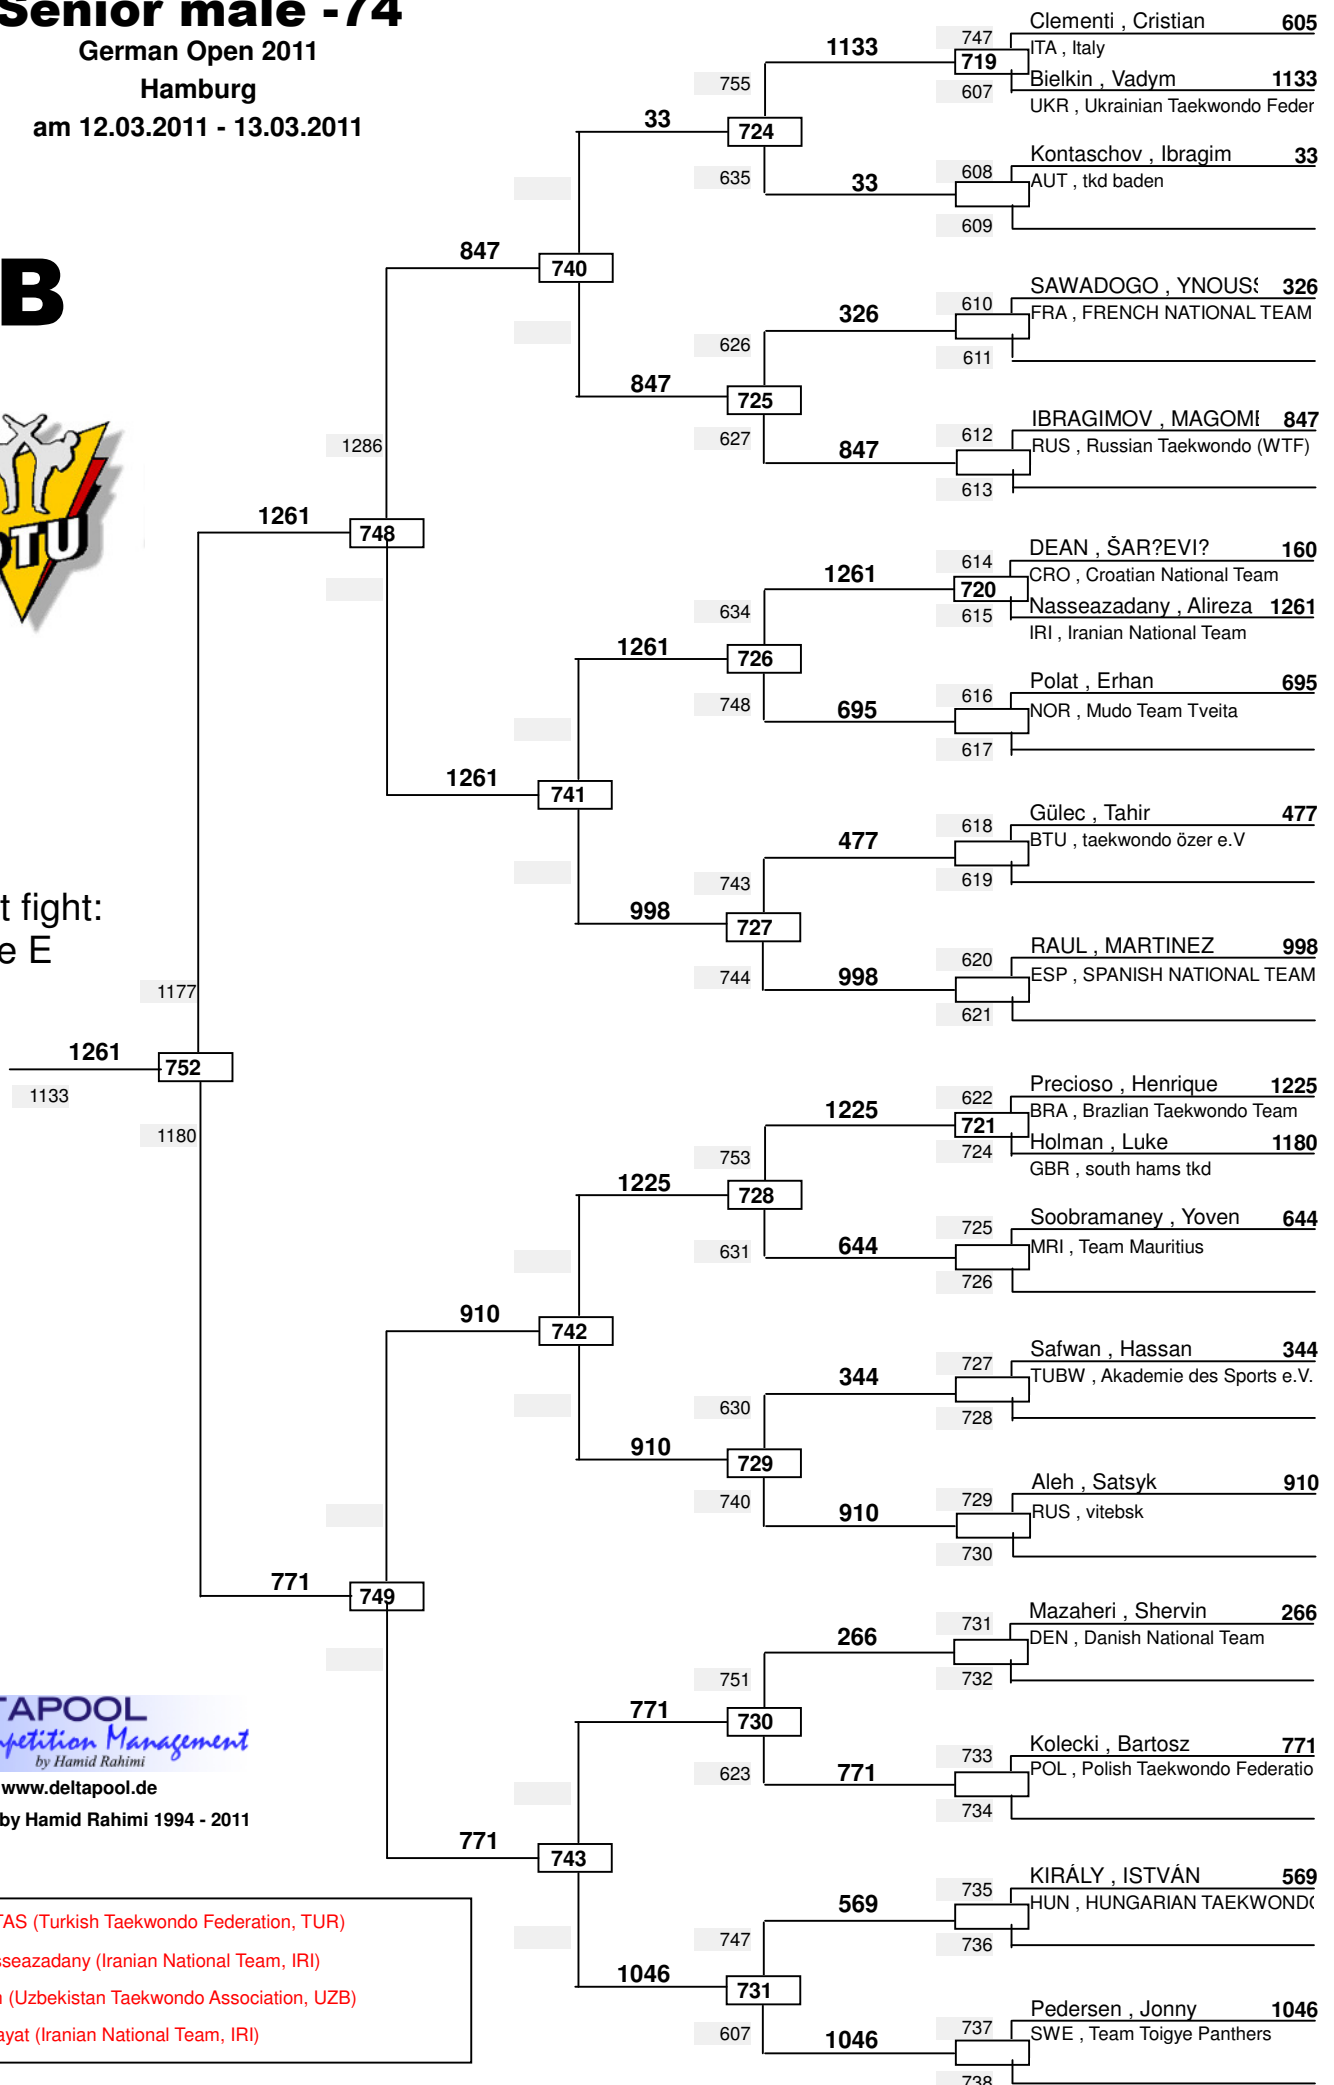 Senior male -74
German Open 2011
Hamburg
am 12.03.2011 - 13.03.2011
B
DTU
t fight:
e E
1177
1261
752
1133
1180
1261
748
1286
771
749
847
740
1261
741
910
742
771
743
33
724
755
635
847
725
626
627
1261
726
634
748
998
727
743
744
1225
728
753
631
910
729
630
740
771
730
751
623
1046
731
747
607
1133
747
719
607
Clementi , Cristian 605
ITA , Italy
Bielkin , Vadym 1133
UKR , Ukrainian Taekwondo Feder
33
608
609
Kontaschov , Ibragim 33
AUT , tkd baden
326
610
611
SAWADOGO , YNOUSS 326
FRA , FRENCH NATIONAL TEAM
847
612
613
IBRAGIMOV , MAGOME 847
RUS , Russian Taekwondo (WTF)
1261
614
720
615
DEAN , ŠAR?EVI? 160
CRO , Croatian National Team
Nasseazadany , Alireza 1261
IRI , Iranian National Team
695
616
617
Polat , Erhan 695
NOR , Mudo Team Tveita
477
618
619
Gülec , Tahir 477
BTU , taekwondo özer e.V
998
620
621
RAUL , MARTINEZ 998
ESP , SPANISH NATIONAL TEAM
1225
622
721
724
Precioso , Henrique 1225
BRA , Brazlian Taekwondo Team
Holman , Luke 1180
GBR , south hams tkd
644
725
726
Soobramaney , Yoven 644
MRI , Team Mauritius
344
727
728
Safwan , Hassan 344
TUBW , Akademie des Sports e.V.
910
729
730
Aleh , Satsyk 910
RUS , vitebsk
266
731
732
Mazaheri , Shervin 266
DEN , Danish National Team
771
733
734
Kolecki , Bartosz 771
POL , Polish Taekwondo Federatio
569
735
736
KIRÁLY , ISTVÁN 569
HUN , HUNGARIAN TAEKWONDO
1046
737
738
Pedersen , Jonny 1046
SWE , Team Toigye Panthers
TAPOOL
mpetition Management
by Hamid Rahimi
www.deltapool.de
by Hamid Rahimi 1994 - 2011
TAS (Turkish Taekwondo Federation, TUR)
sseazadany (Iranian National Team, IRI)
(Uzbekistan Taekwondo Association, UZB)
ayat (Iranian National Team, IRI)